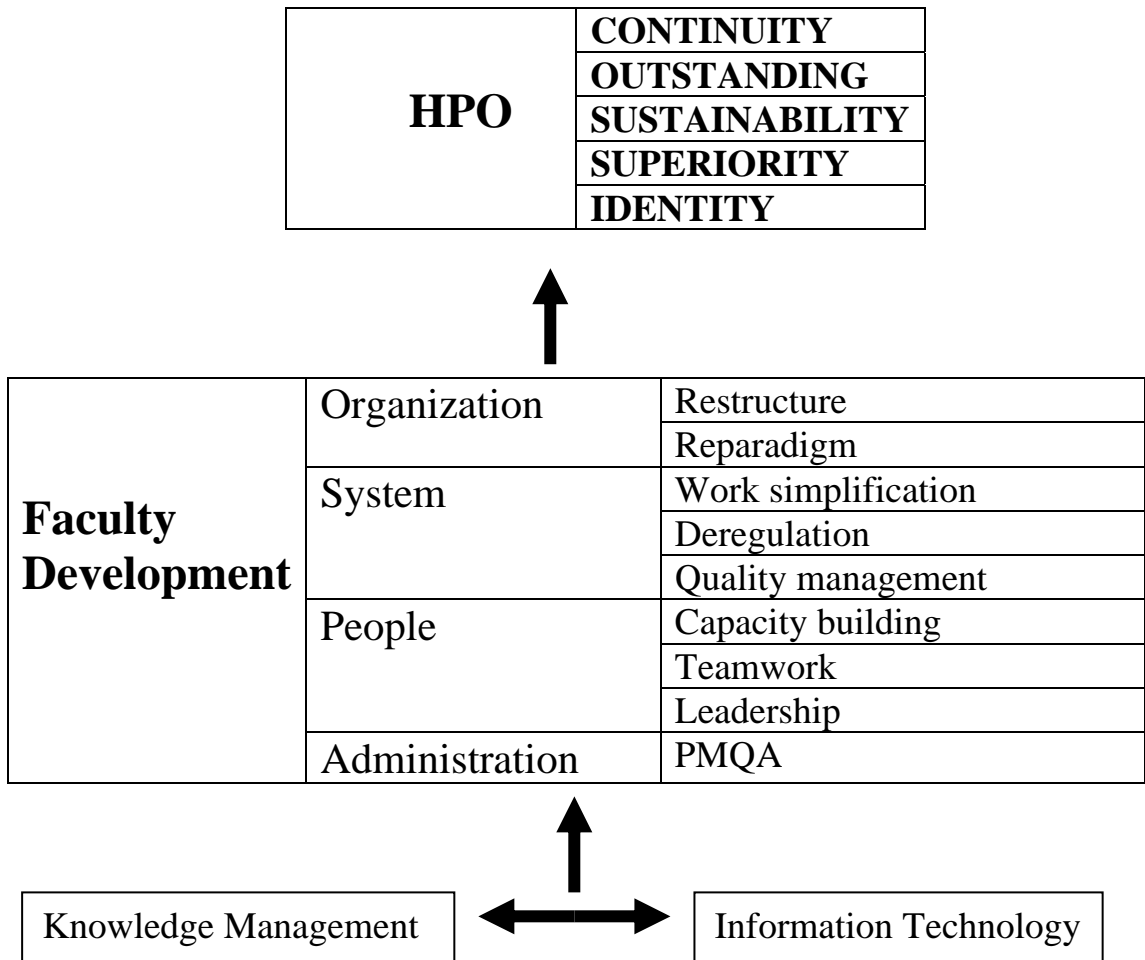 HPO
CONTINUITY
OUTSTANDING
SUSTAINABILITY
SUPERIORITY
IDENTITY
Faculty
Development
Organization
Restructure
Reparadigm
System
Work simplification
Deregulation
Quality management
People
Capacity building
Teamwork
Leadership
Administration
PMQA
Knowledge Management
Information Technology